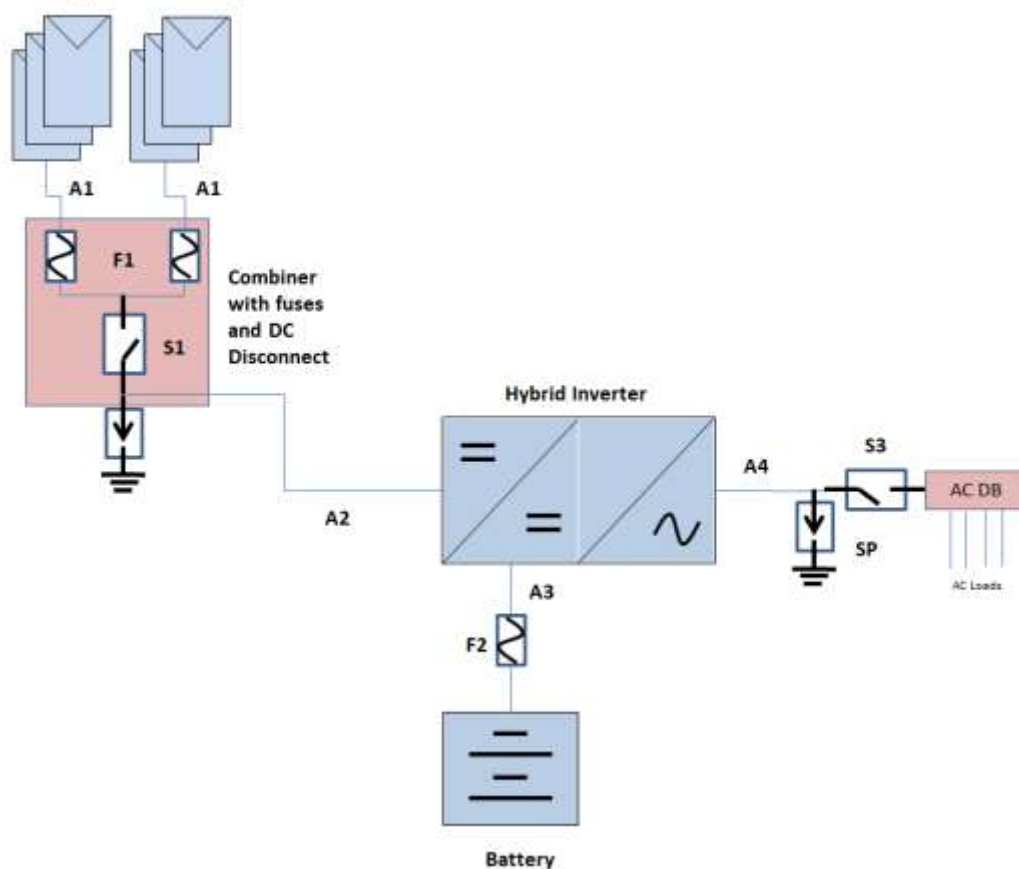 A1
A1
F1
S1
Combiner
with fuses
and DC
Disconnect
Hybrid Inverter
A2
A4
S3
AC DB
SP
AC Loads
A3
F2
Battery